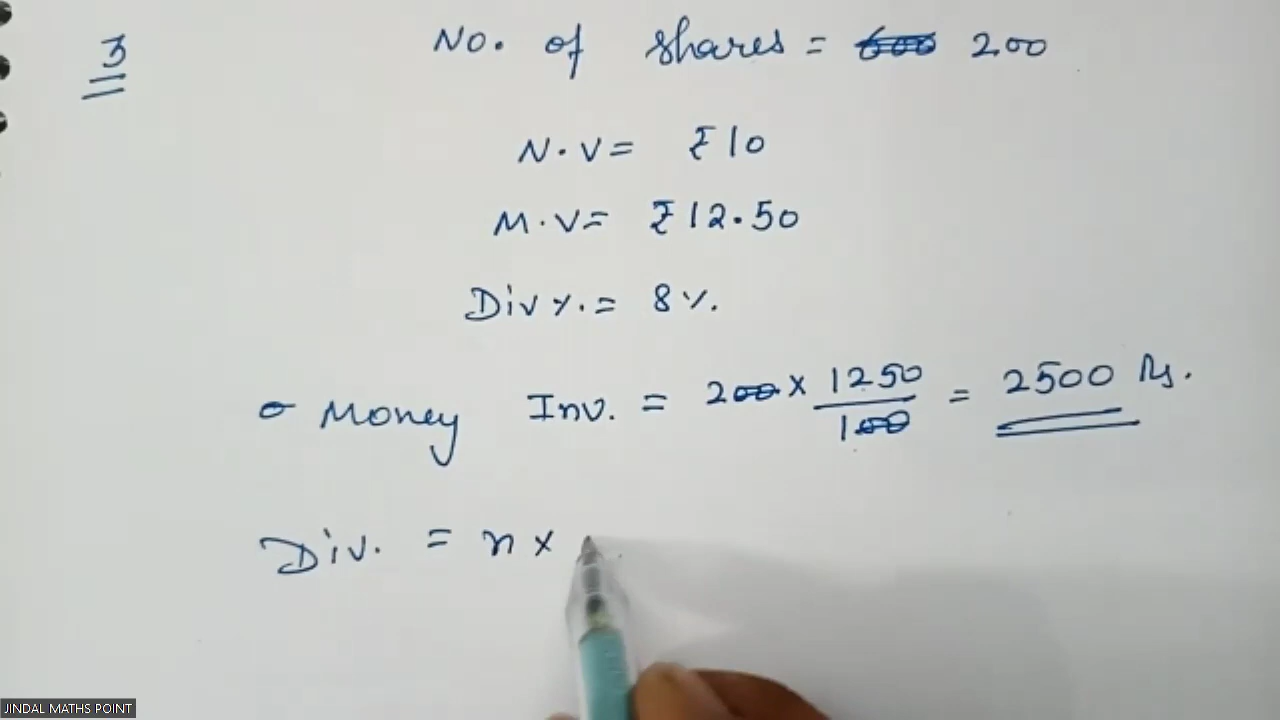 3
No. of shares = 600 200
N.V = ₹10
M.V = ₹12.50
Div %. = 8 %.
Money Inv. = 200 × 1250/100 = 2500 Rs.
Div. = n ×
JINDAL MATHS POINT